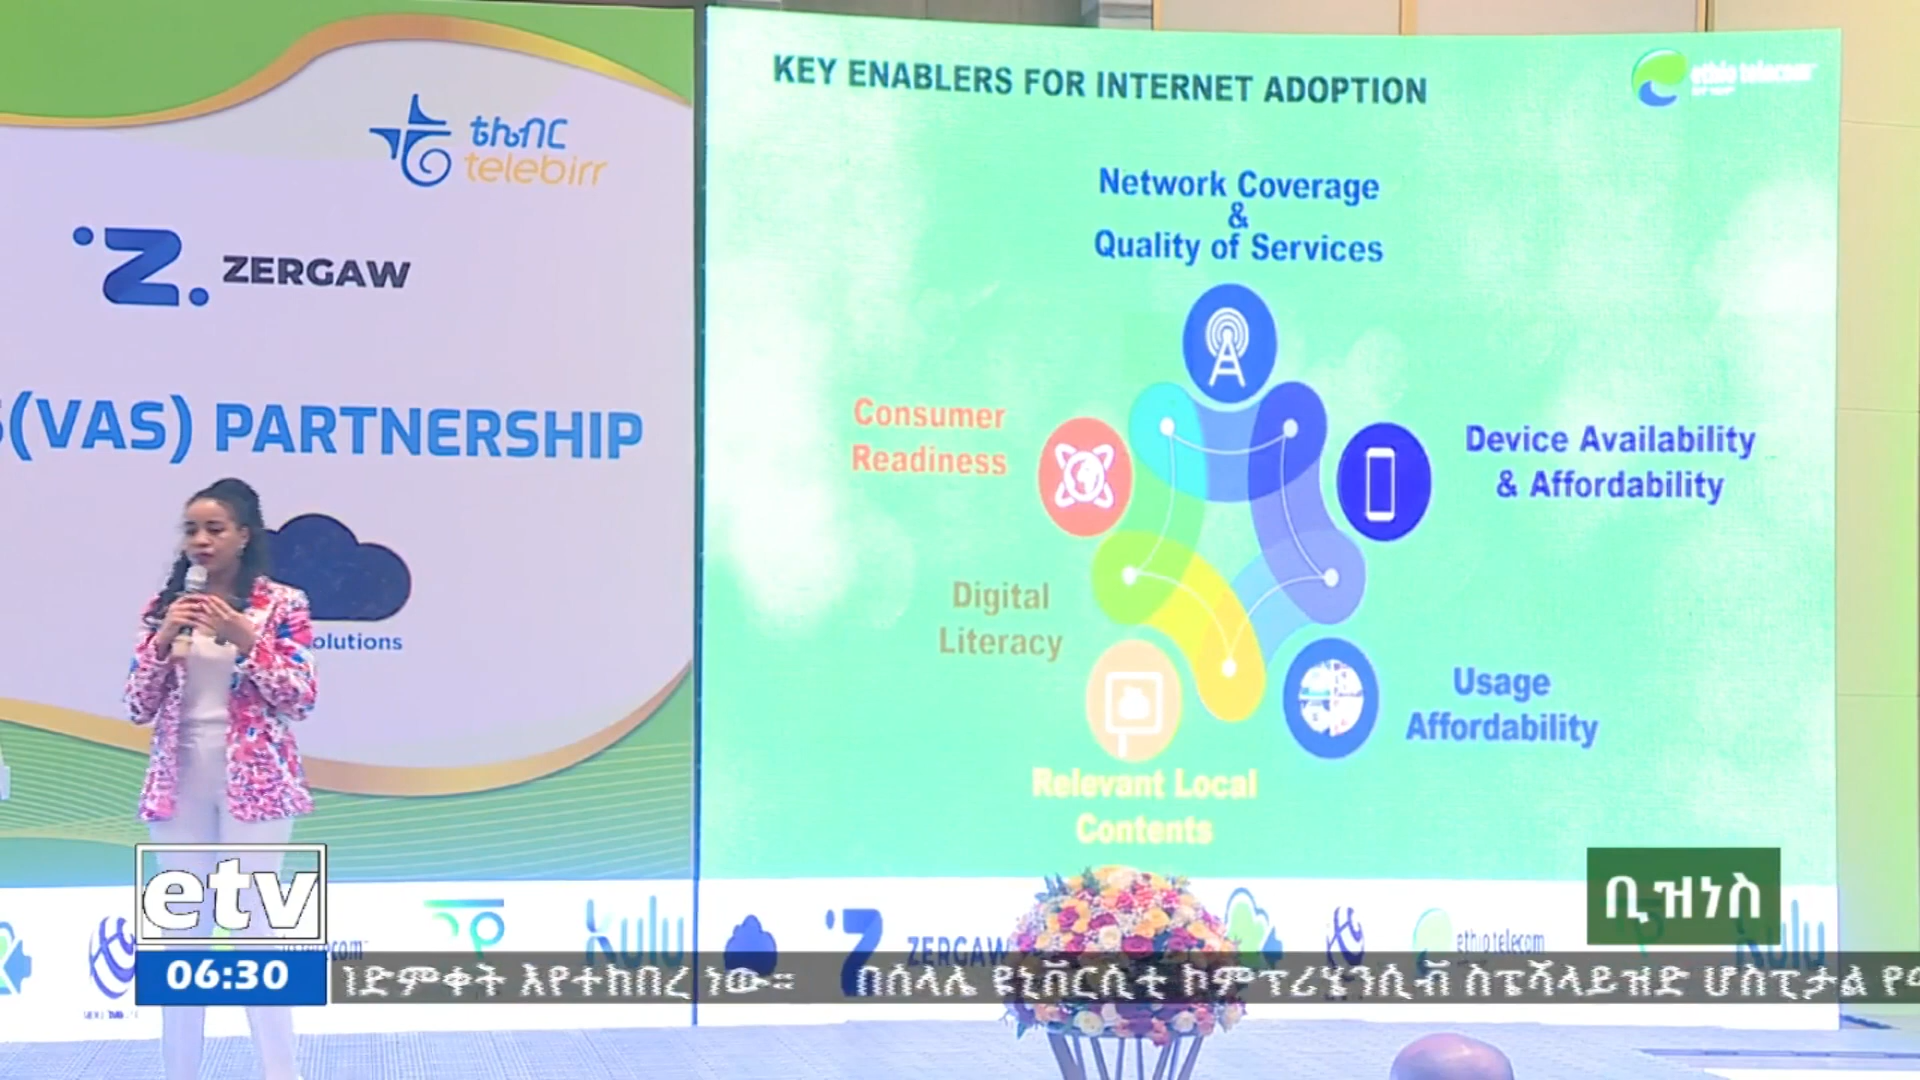 ቴሌብር
telebirr
ZERGAW
(VAS) PARTNERSHIP
olutions
KEY ENABLERS FOR INTERNET ADOPTION
ethio telecom
Network Coverage
&
Quality of Services
Consumer
Readiness
Device Availability
& Affordability
Digital
Literacy
Usage
Affordability
Relevant Local
Contents
etv
ቢዝነስ
kulu
ZERGAW
ethio telecom
06:30
እየተከበረ ነው። በሰላሌ ዩኒቨርሲቲ ኮምፕሪሄንሲቭ ስፔሻላይዝድ ሆስፒታል